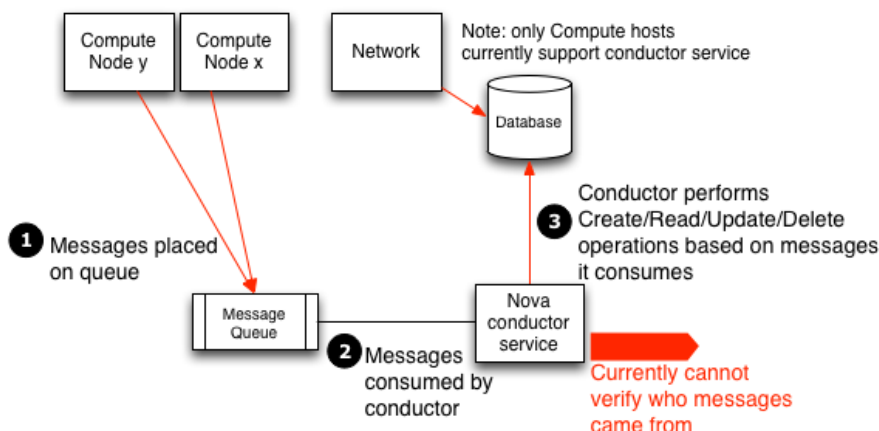 Compute
Node y
Compute
Node x
Network
Note: only Compute hosts
currently support conductor service
Database
1
Messages placed
on queue
3
Conductor performs
Create/Read/Update/Delete
operations based on messages
it consumes
Message
Queue
2
Messages
consumed by
conductor
Nova
conductor
service
Currently cannot
verify who messages
came from